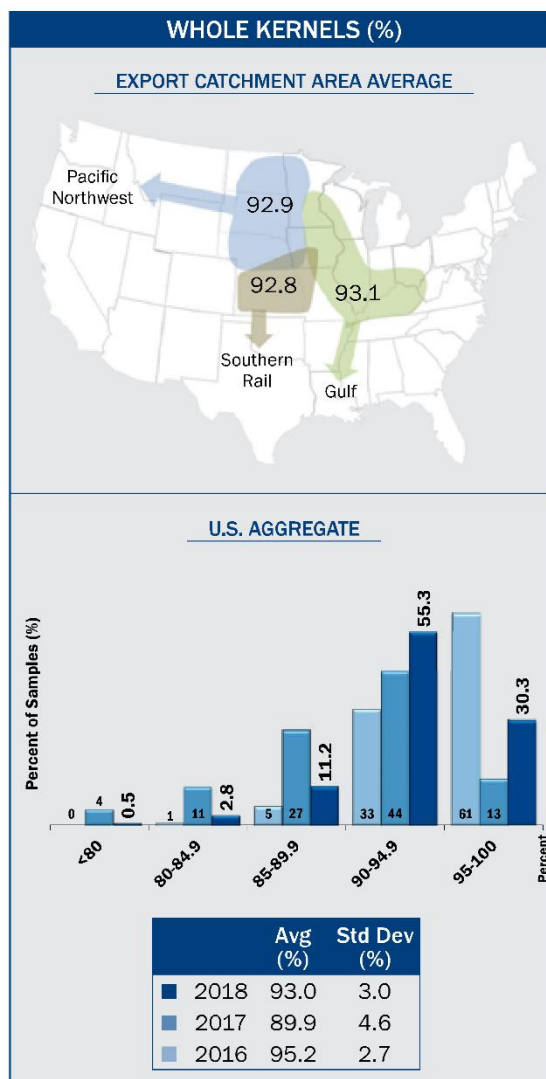 WHOLE KERNELS (%)
EXPORT CATCHMENT AREA AVERAGE
Pacific
Northwest
92.9
92.8
93.1
Southern
Rail
Gulf
U.S. AGGREGATE
Percent of Samples (%)
0 4 0.5
1 11 2.8
5 27 11.2
33 44 55.3
61 13 30.3
<80 80-84.9 85-89.9 90-94.9 95-100 Percent
Avg Std Dev
(%) (%)
2018 93.0 3.0
2017 89.9 4.6
2016 95.2 2.7